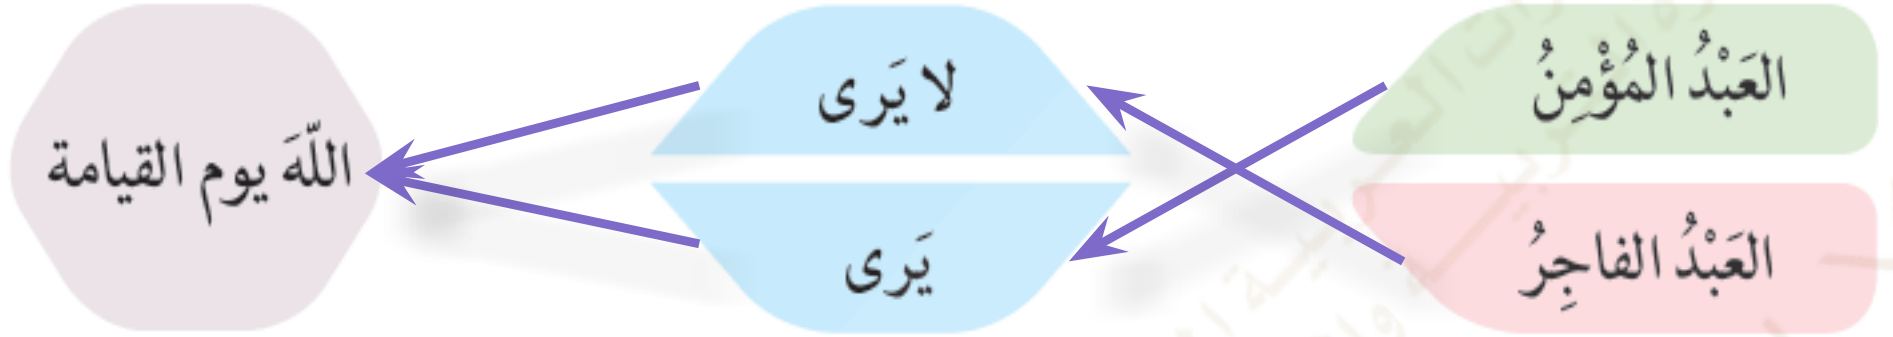 العَبْدُ المُؤْمِنُ
العَبْدُ الفاجِرُ
لا يَرى
يَرى
اللّهَ يوم القيامة